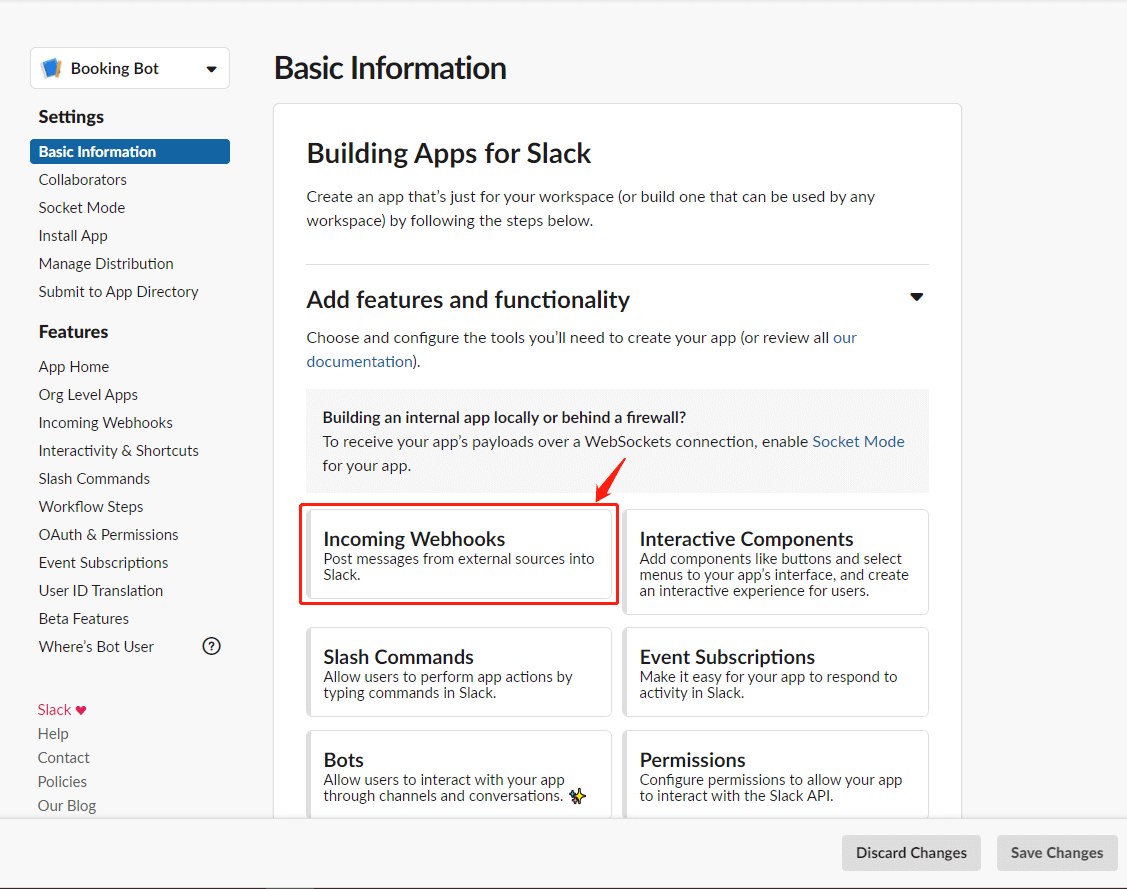 Booking Bot
Settings
Basic Information
Collaborators
Socket Mode
Install App
Manage Distribution
Submit to App Directory
Features
App Home
Org Level Apps
Incoming Webhooks
Interactivity & Shortcuts
Slash Commands
Workflow Steps
OAuth & Permissions
Event Subscriptions
User ID Translation
Beta Features
Where's Bot User
?
Slack ♥
Help
Contact
Policies
Our Blog
Basic Information
Building Apps for Slack
Create an app that's just for your workspace (or build one that can be used by any
workspace) by following the steps below.
Add features and functionality
Choose and configure the tools you'll need to create your app (or review all our
documentation).
Building an internal app locally or behind a firewall?
To receive your app's payloads over a WebSockets connection, enable Socket Mode
for your app.
Incoming Webhooks
Post messages from external sources into
Slack.
Interactive Components
Add components like buttons and select
menus to your app's interface, and create
an interactive experience for users.
Slash Commands
Allow users to perform app actions by
typing commands in Slack.
Event Subscriptions
Make it easy for your app to respond to
activity in Slack.
Bots
Allow users to interact with your app
through channels and conversations. ✨
Permissions
Configure permissions to allow your app
to interact with the Slack API.
Discard Changes
Save Changes